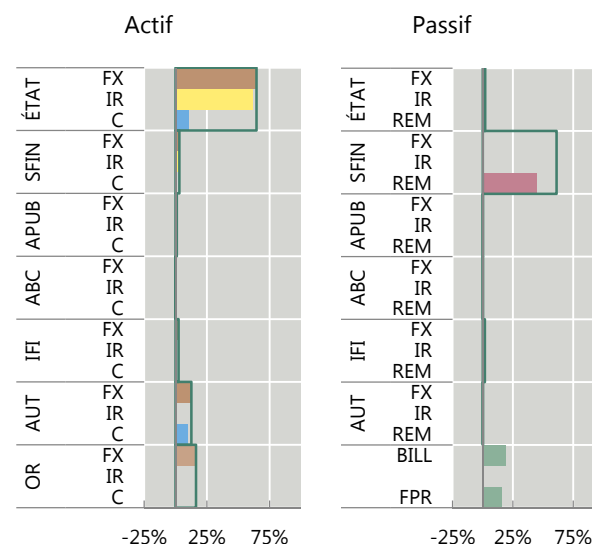 Actif
ÉTAT
FX
IR
C
SFIN
FX
IR
C
APUB
FX
IR
C
ABC
FX
IR
C
IFI
FX
IR
C
AUT
FX
IR
C
OR
FX
IR
C
-25% 25% 75%
Passif
ÉTAT
FX
IR
REM
SFIN
FX
IR
REM
APUB
FX
IR
REM
ABC
FX
IR
REM
IFI
FX
IR
REM
AUT
FX
IR
REM
BILL
FPR
-25% 25% 75%